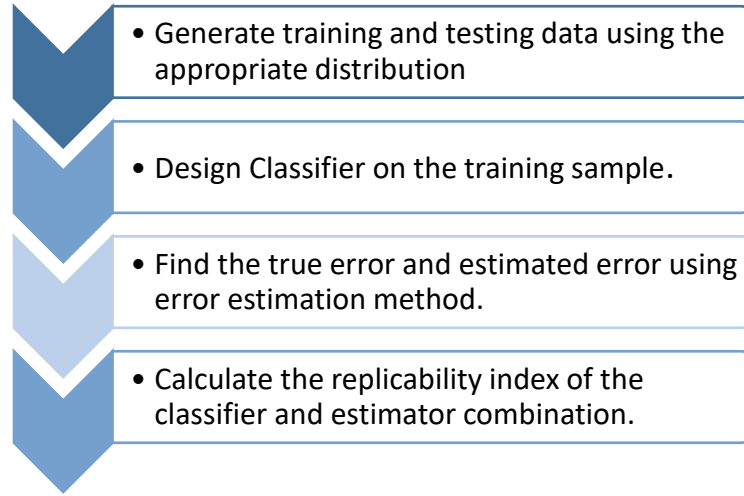 • Generate training and testing data using the
appropriate distribution
• Design Classifier on the training sample.
• Find the true error and estimated error using
error estimation method.
• Calculate the replicability index of the
classifier and estimator combination.